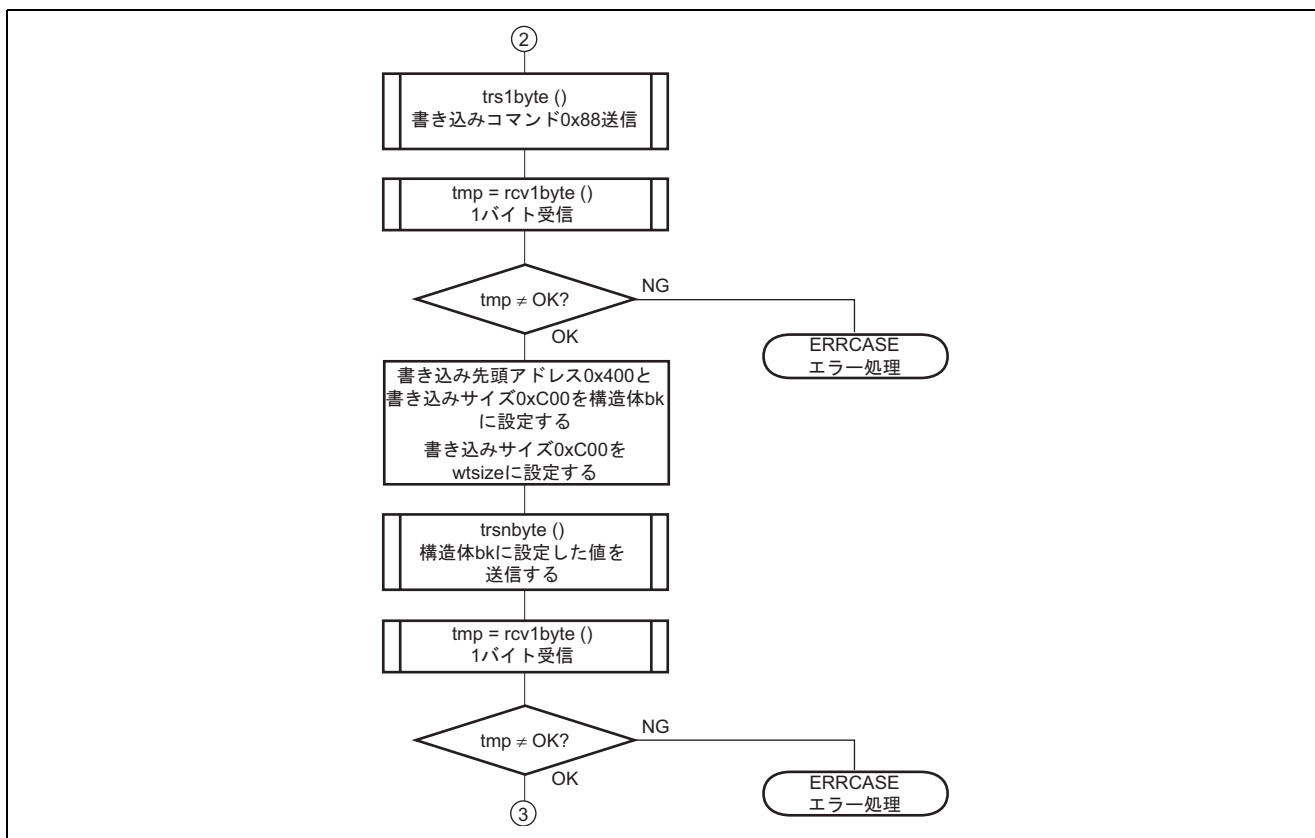 ②
trs1byte ()
書き込みコマンド0x88送信
tmp = rcv1byte ()
1バイト受信
tmp ≠ OK?
NG
OK
ERRCASE
エラー処理
書き込み先頭アドレス0x400と
書き込みサイズ0xC00を構造体bk
に設定する
書き込みサイズ0xC00を
wtsizeに設定する
trsnbyte ()
構造体bkに設定した値を
送信する
tmp = rcv1byte ()
1バイト受信
tmp ≠ OK?
NG
OK
ERRCASE
エラー処理
③